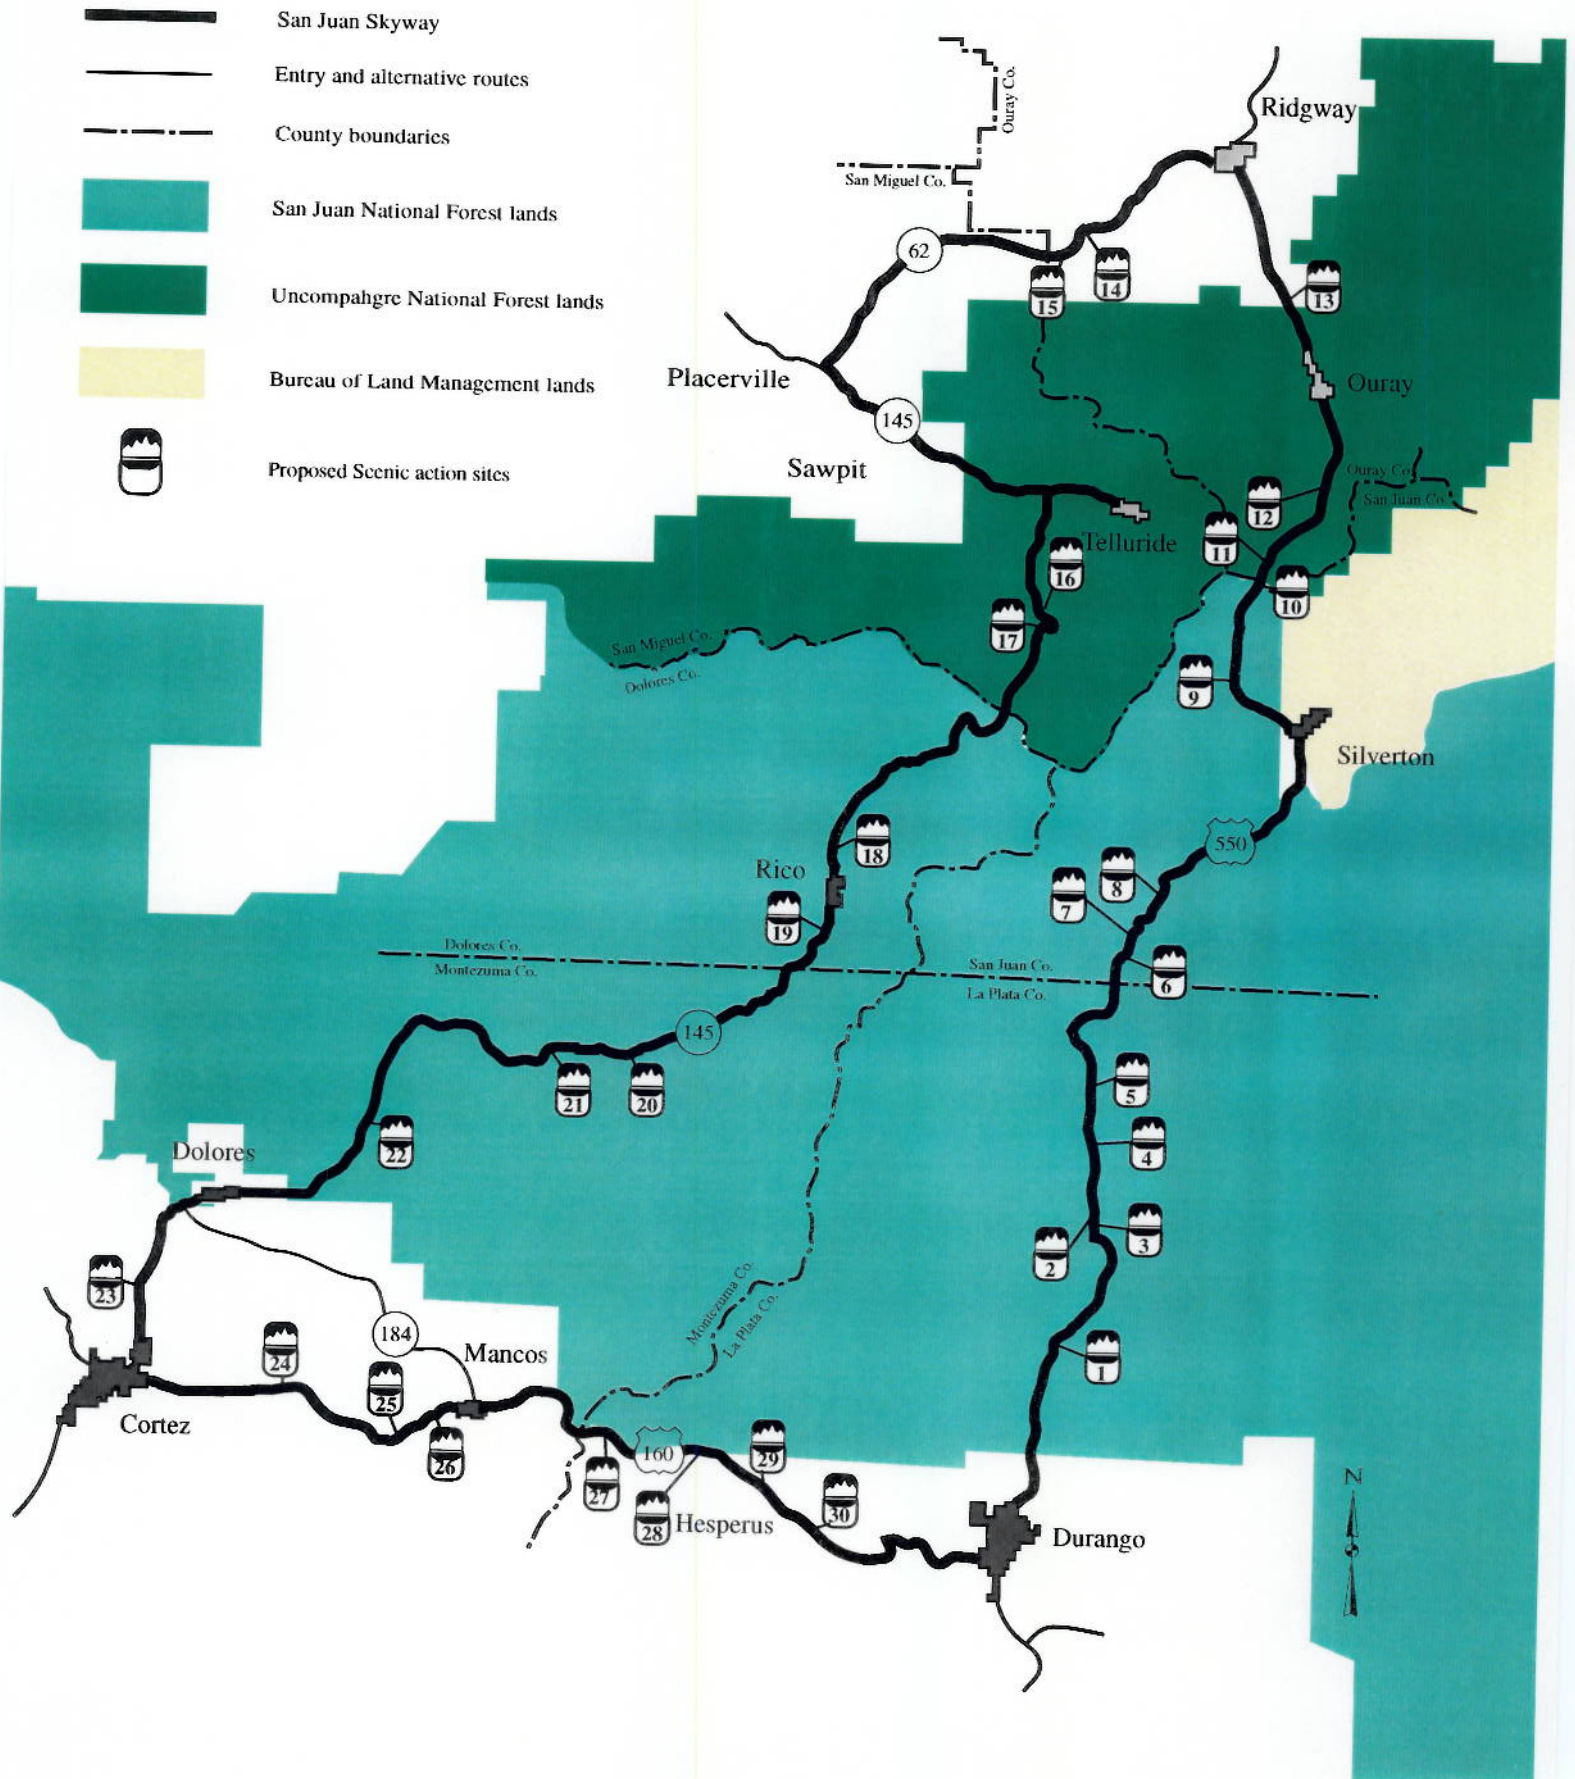 San Juan Skyway
Entry and alternative routes
County boundaries
San Juan National Forest lands
Uncompahgre National Forest lands
Bureau of Land Management lands
Proposed Scenic action sites
Ouray Co.
San Miguel Co.
Ridgway
62
15
14
13
Placerville
Ouray
145
Sawpit
Ouray Co.
San Juan Co.
12
11
Telluride
16
10
17
San Miguel Co.
Dolores Co.
9
Silverton
550
18
Rico
8
7
19
Dolores Co.
Montezuma Co.
San Juan Co.
La Plata Co.
6
145
5
21
20
22
4
Dolores
3
2
23
Montezuma Co.
La Plata Co.
184
Mancos
24
1
25
Cortez
26
160
29
27
28
Hesperus
30
N
Durango